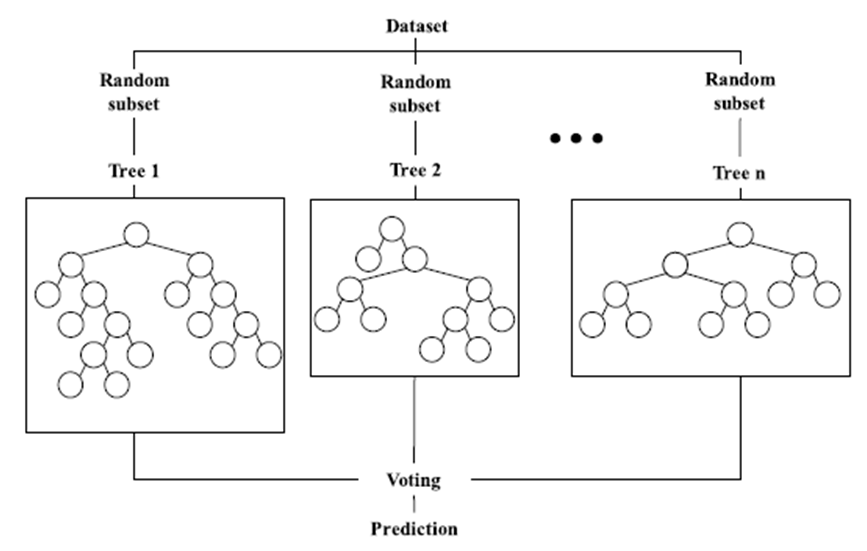 Dataset
Random
subset
Random
subset
Random
subset
Tree 1
Tree 2
Tree n
Voting
Prediction